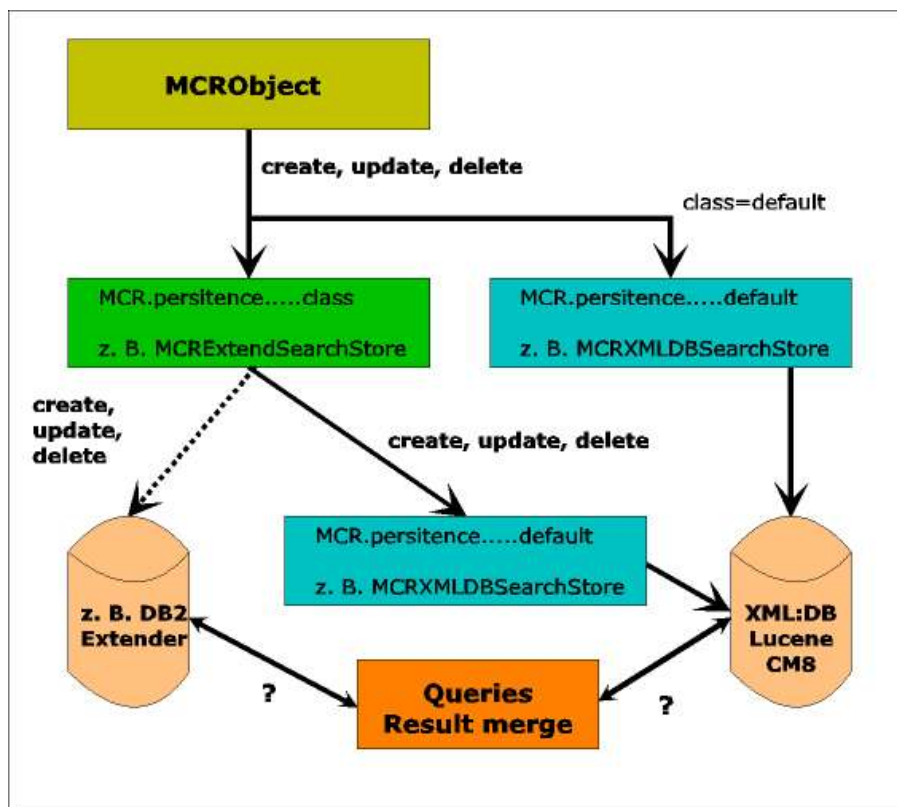 MCRObject
create, update, delete
class=default
MCR.persitence.....class
z. B. MCRExtendSearchStore
MCR.persitence.....default
z. B. MCRXMLDBSearchStore
create,
update,
delete
create, update, delete
MCR.persitence.....default
z. B. MCRXMLDBSearchStore
z. B. DB2
Extender
XML:DB
Lucene
CM8
?
Queries
Result merge
?